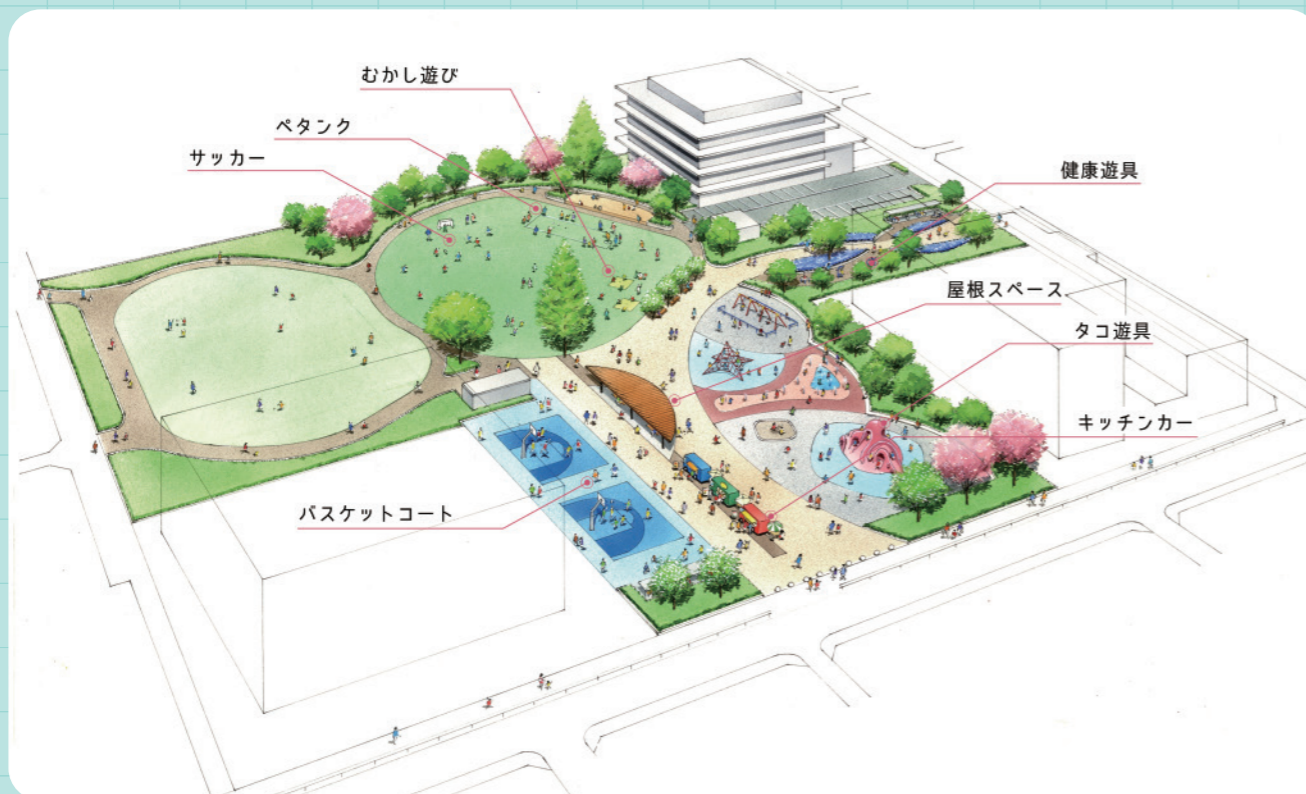 むかし遊び
ペタンク
サッカー
健康遊具
屋根スペース
タコ遊具
キッチンカー
バスケットコート